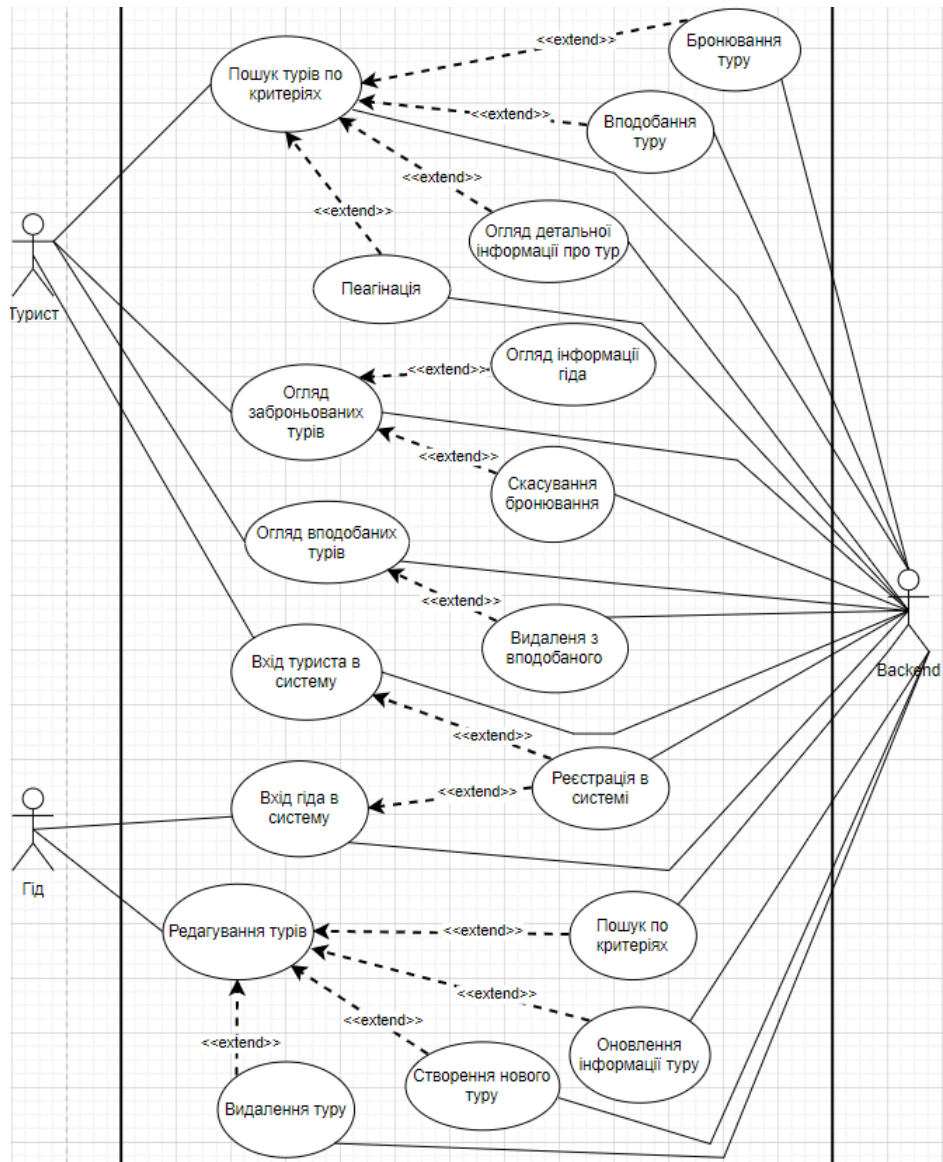 <<extend>>
Бронювання
туру
Пошук турів по
критеріях
<<extend>>
Вподобання
туру
<<extend>>
<<extend>>
Огляд детальної
інформації про тур
Пеагінація
Турист
Огляд інформації
гіда
<<extend>>
Огляд
заброньованих
турів
<<extend>>
Скасування
бронювання
Огляд вподобаних
турів
<<extend>>
Видаленя з
вподобаного
Вхід туриста в
систему
Backend
<<extend>>
Реєстрація в
системі
<<extend>>
Вхід гіда в
систему
Гід
Редагування турів
<<extend>>
Пошук по
критеріях
<<extend>>
<<extend>>
<<extend>>
Оновлення
інформації туру
Створення нового
туру
Видалення туру